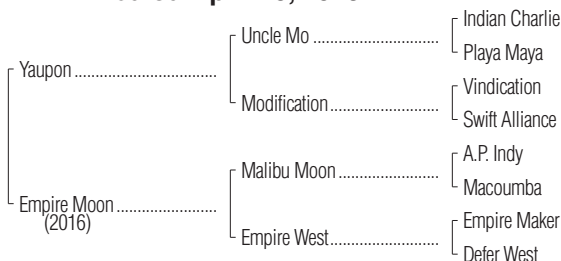 Indian Charlie
Uncle Mo ..............................
Playa Maya
Yaupon ..................................
Vindication
Modification ..........................
Swift Alliance
A.P. Indy
Malibu Moon ........................
Macoumba
Empire Moon ........................
(2016)
Empire Maker
Empire West ..........................
Defer West